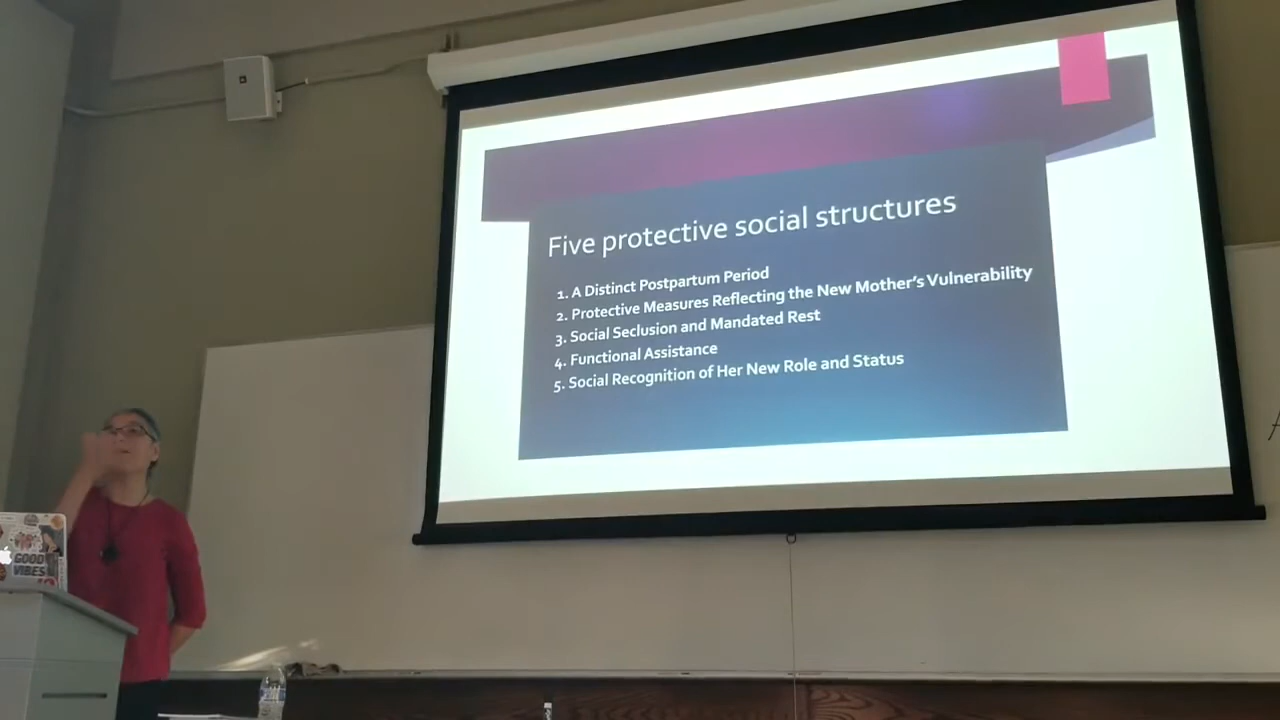 Five protective social structures
1. A Distinct Postpartum Period
2. Protective Measures Reflecting the New Mother's Vulnerability
3. Social Seclusion and Mandated Rest
4. Functional Assistance
5. Social Recognition of Her New Role and Status
GOOD
VIBES